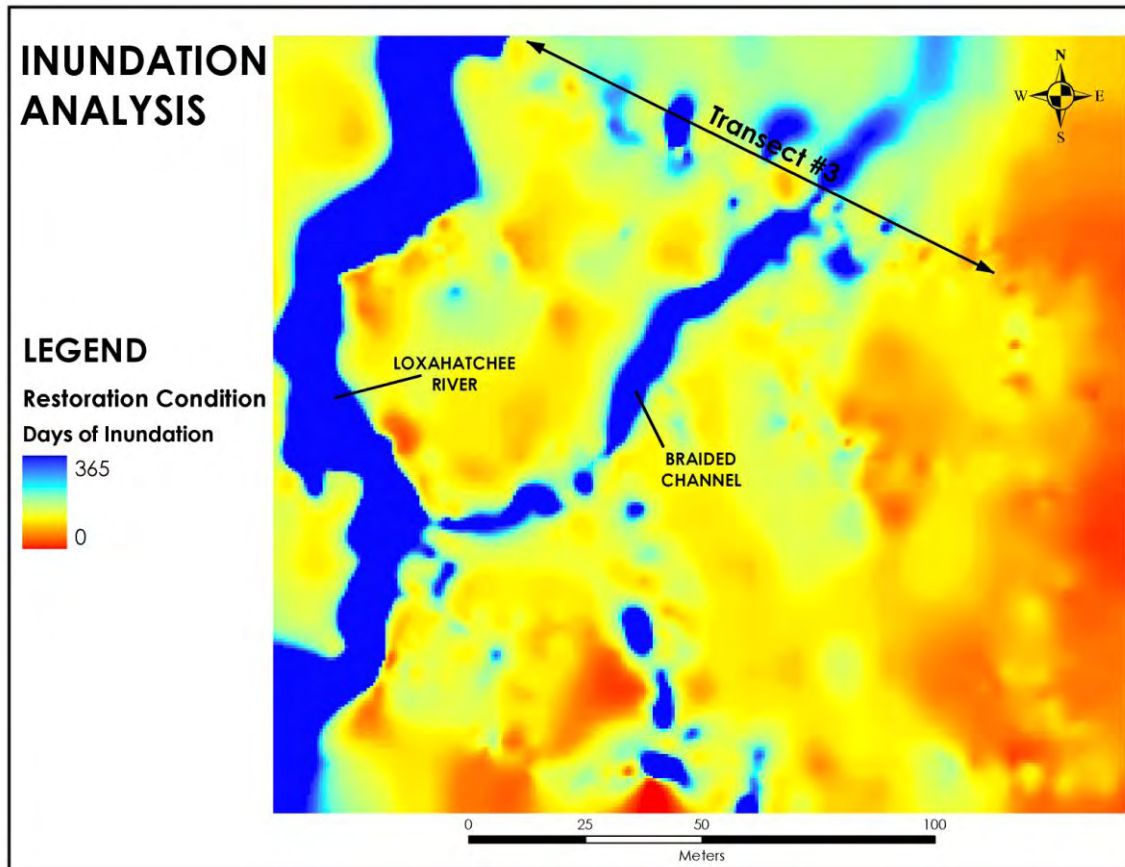 INUNDATION
ANALYSIS
N
W
E
S
Transect #3
LEGEND
Restoration Condition
Days of Inundation
365
0
LOXAHATCHEE
RIVER
BRAIDED
CHANNEL
0
25
50
100
Meters